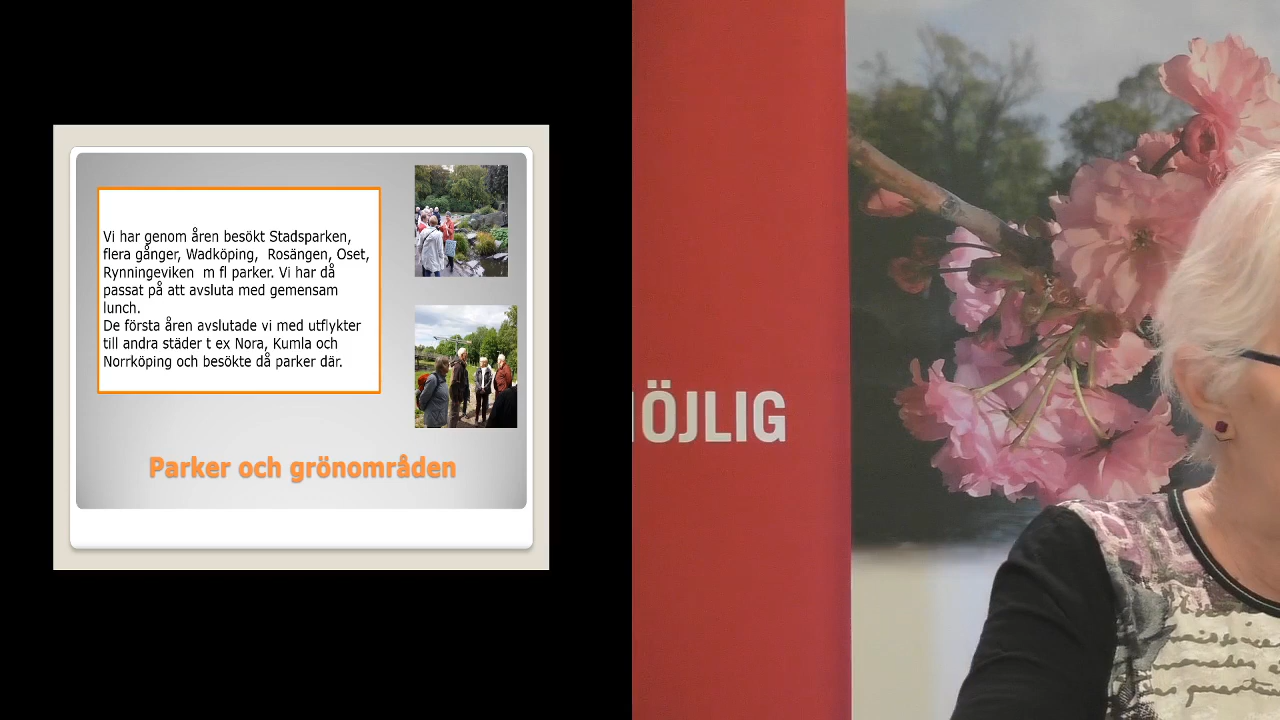 Vi har genom åren besökt Stadsparken,
flera gånger, Wadköping,  Rosängen, Oset,
Rynningeviken  m fl parker. Vi har då
passat på att avsluta med gemensam
lunch.
De första åren avslutade vi med utflykter
till andra städer t ex Nora, Kumla och
Norrköping och besökte då parker där.
Parker och grönområden
ÖJLIG